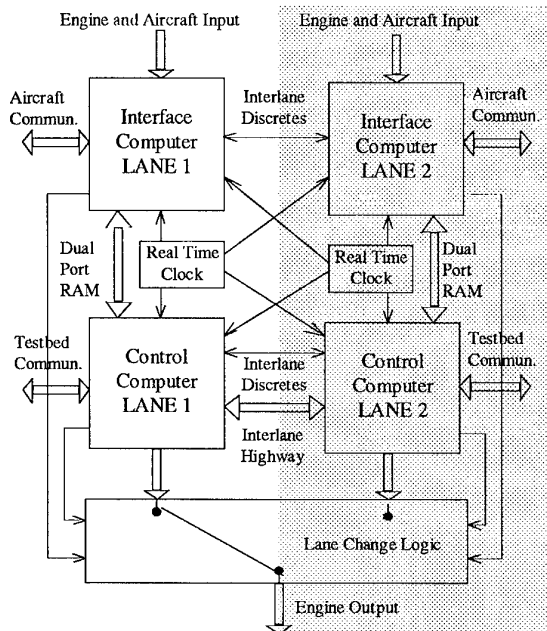 Engine and Aircraft Input
Engine and Aircraft Input
Aircraft
Commun.
Interface
Computer
LANE 1
Interlane
Discretes
Interface
Computer
LANE 2
Aircraft
Commun.
Dual
Port
RAM
Real Time
Clock
Real Time
Clock
Dual
Port
RAM
Testbed
Commun.
Control
Computer
LANE 1
Interlane
Discretes
Interlane
Highway
Control
Computer
LANE 2
Testbed
Commun.
Lane Change Logic
Engine Output